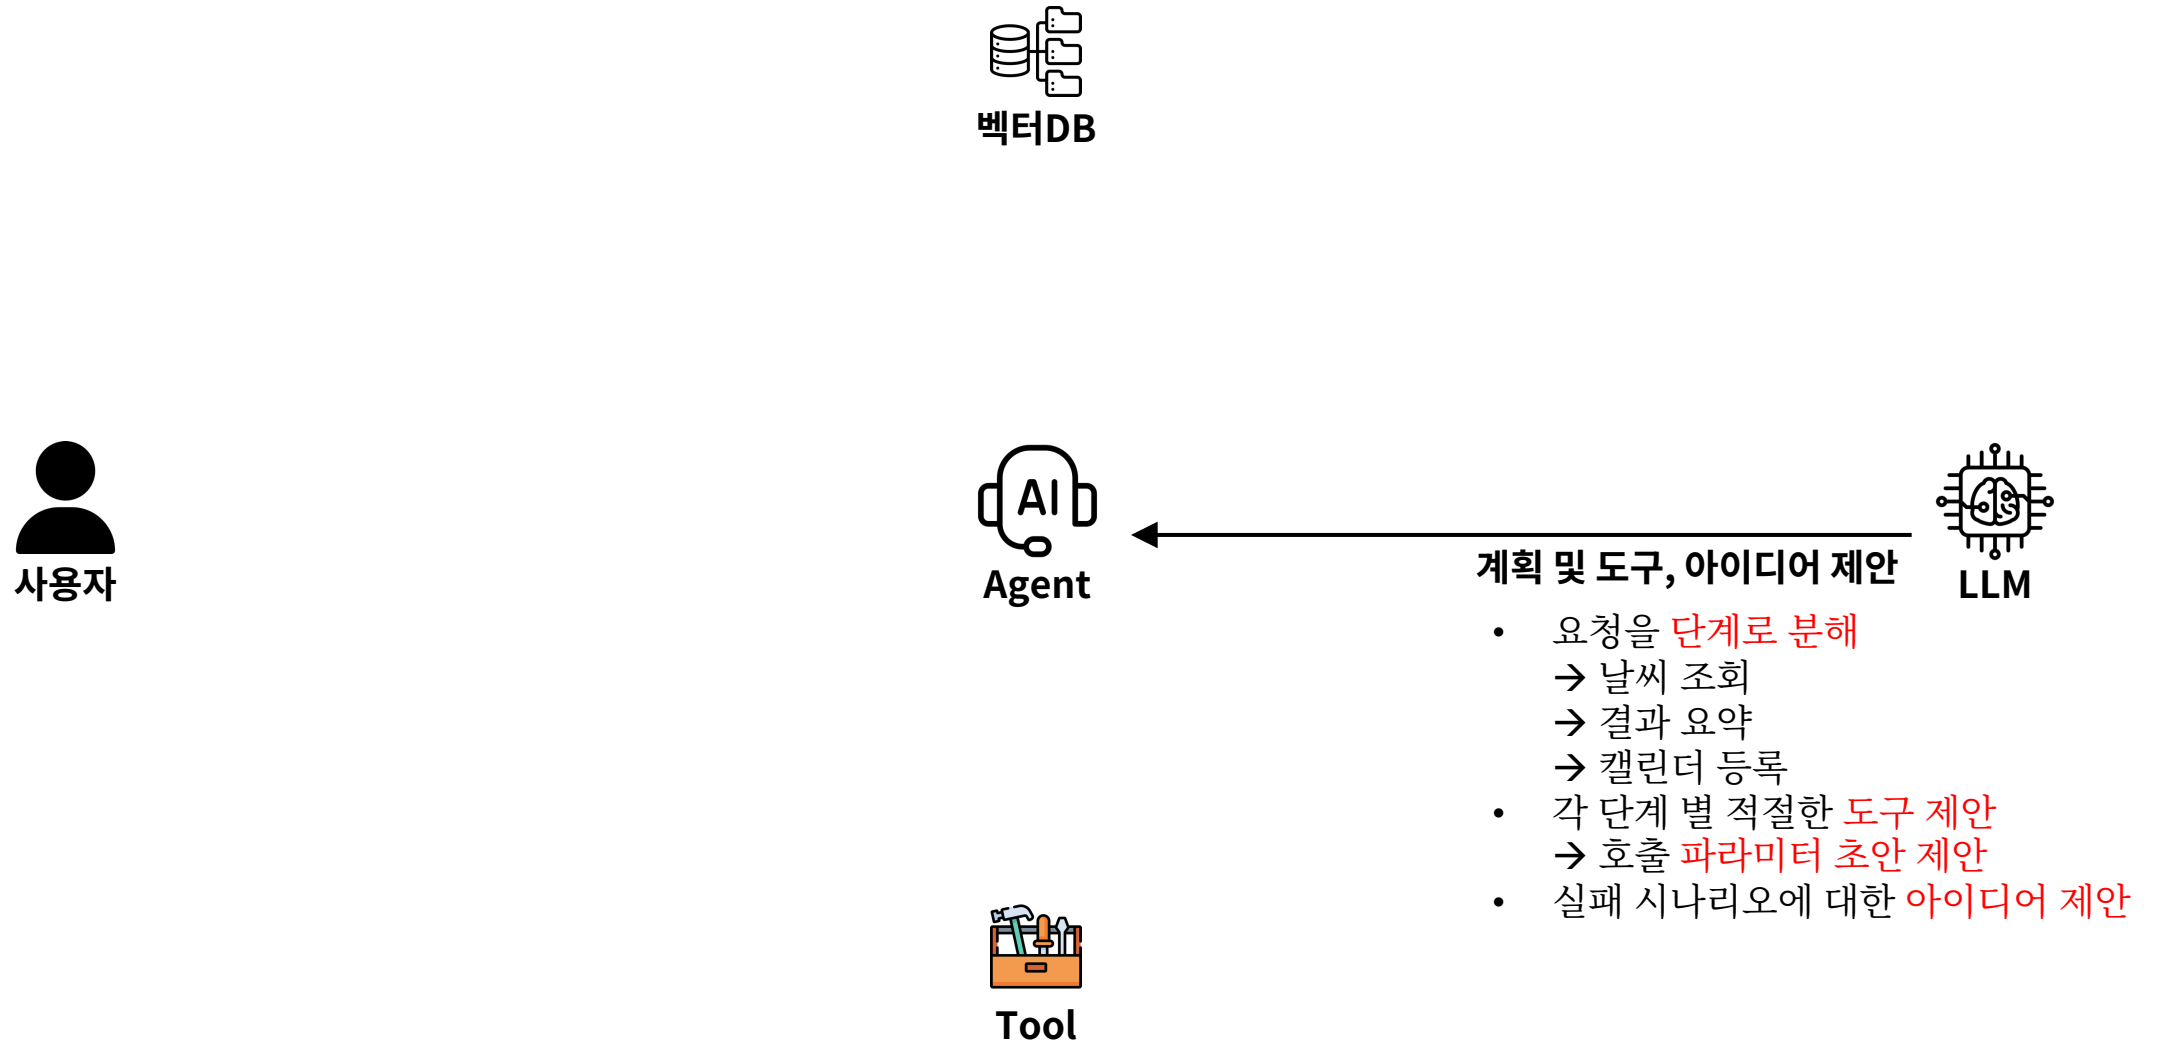 벡터DB
사용자
AI
Agent
LLM
계획 및 도구, 아이디어 제안
• 요청을 단계로 분해
→ 날씨 조회
→ 결과 요약
→ 캘린더 등록
• 각 단계 별 적절한 도구 제안
→ 호출 파라미터 초안 제안
• 실패 시나리오에 대한 아이디어 제안
Tool